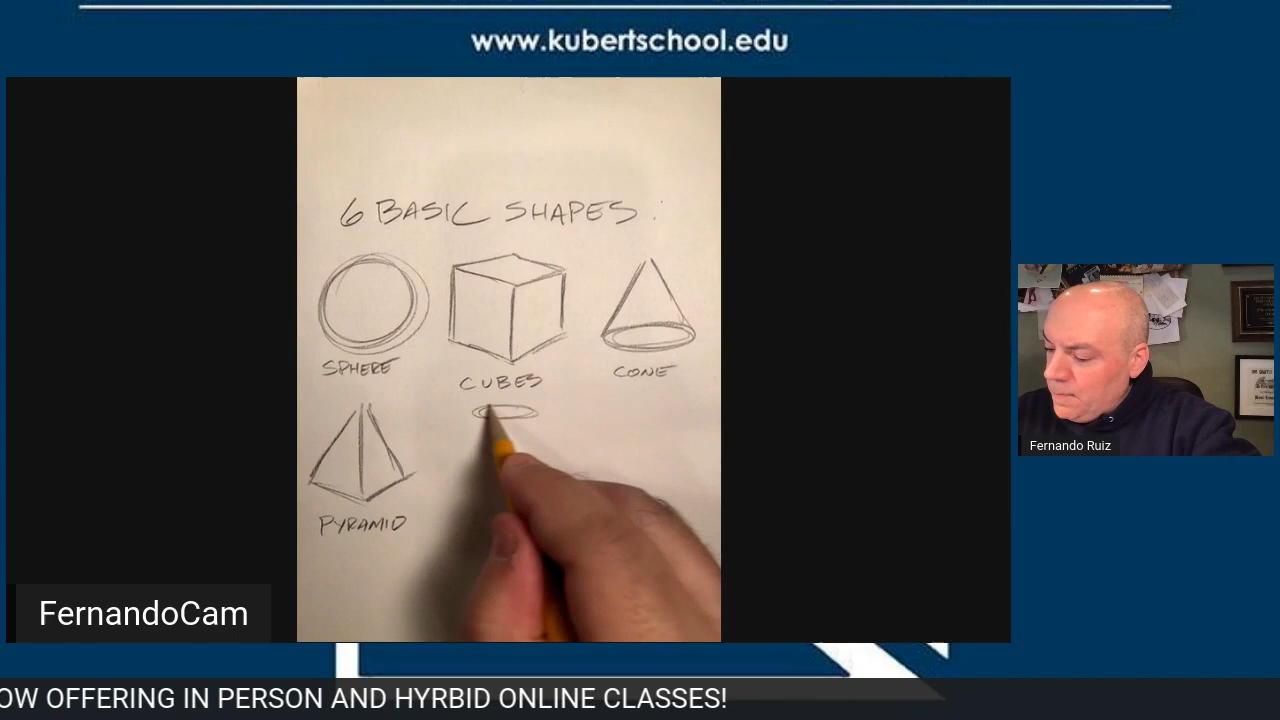 www.kubertschool.edu
6 BASIC SHAPES:
SPHERE
CUBES
CONE
PYRAMID
Fernando Ruiz
FernandoCam
OW OFFERING IN PERSON AND HYRBID ONLINE CLASSES!